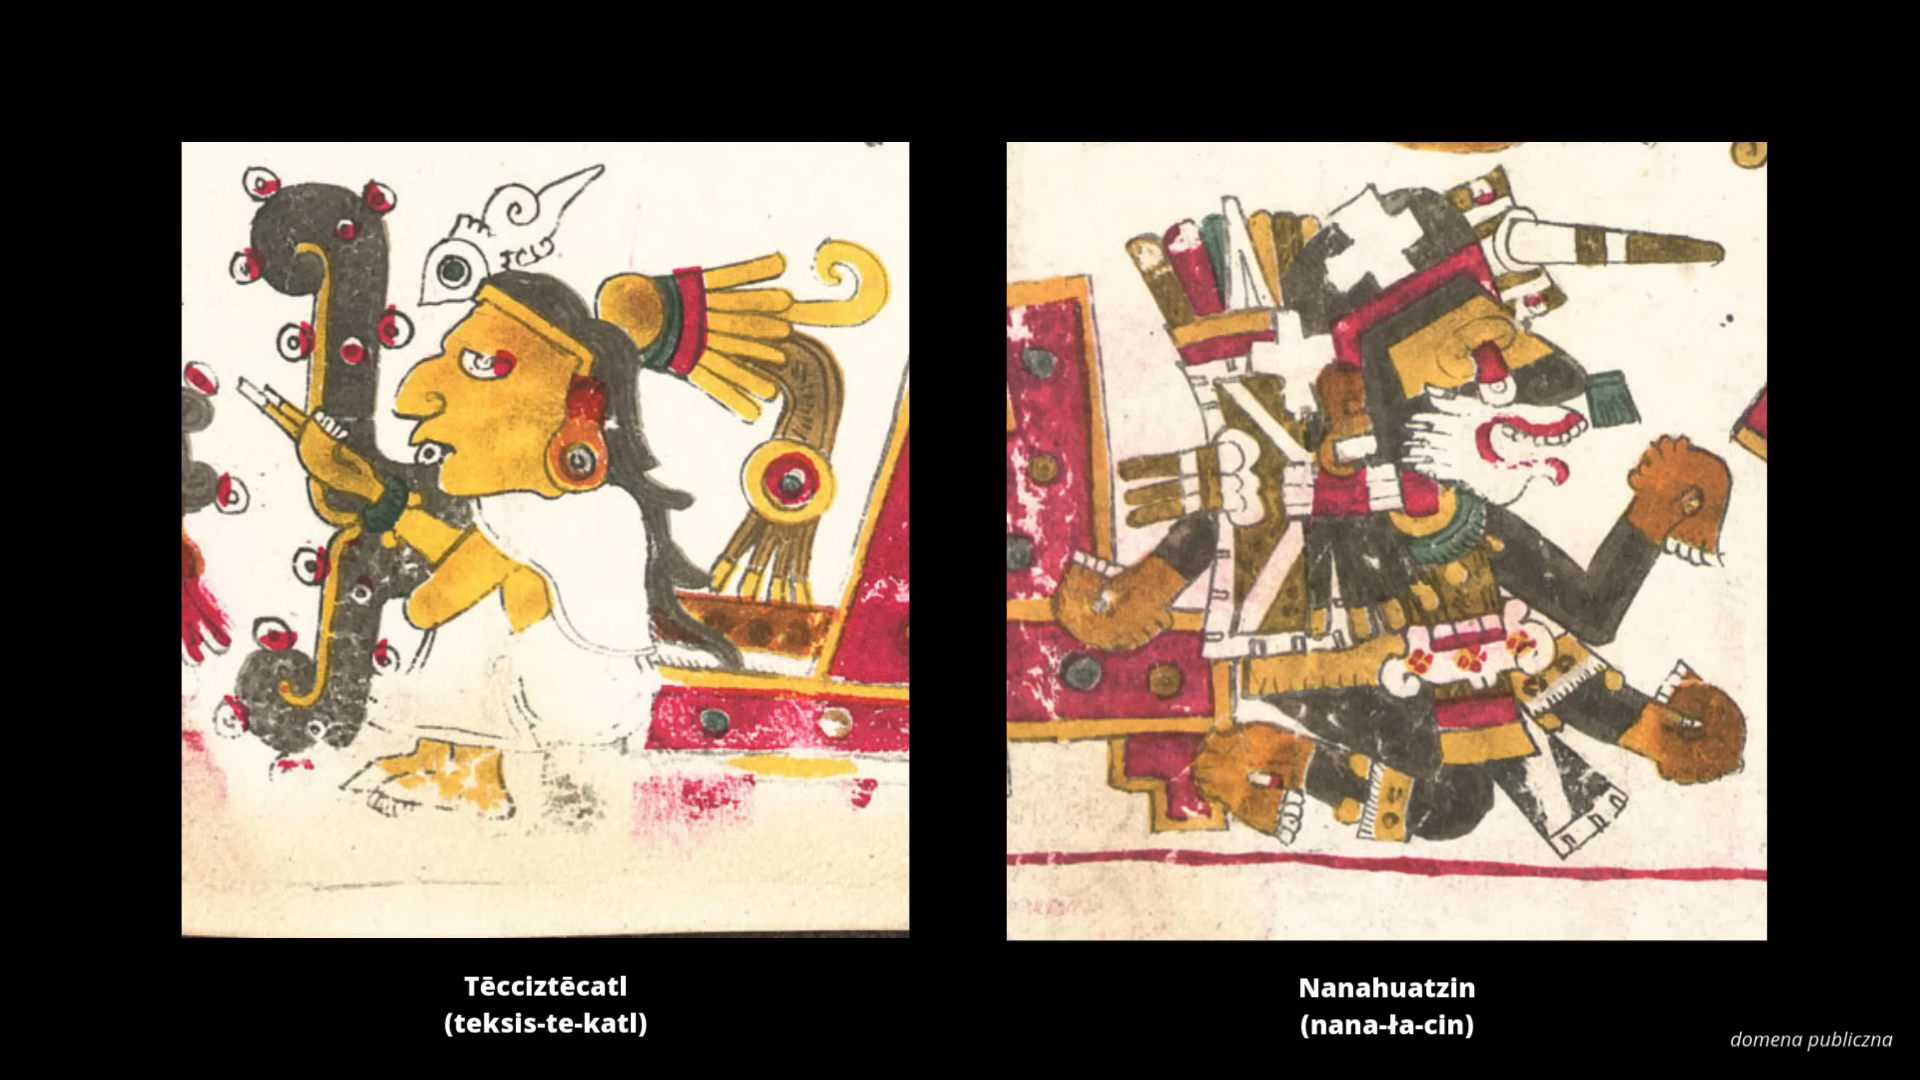 Tēcciztēcatl
(teksis-te-katl)
Nanahuatzin
(nana-ła-cin)
domena publiczna